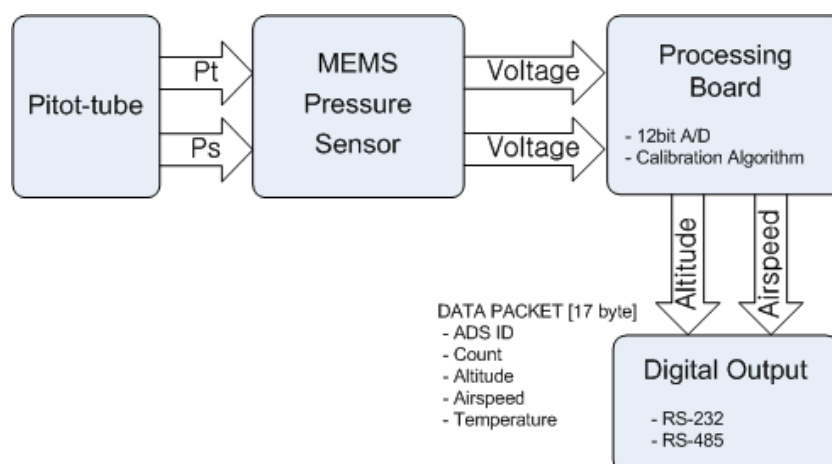 Pitot-tube
Pt
Ps
MEMS
Pressure
Sensor
Voltage
Voltage
Processing
Board
- 12bit A/D
- Calibration Algorithm
Altitude
Airspeed
DATA PACKET [17 byte]
- ADS ID
- Count
- Altitude
- Airspeed
- Temperature
Digital Output
- RS-232
- RS-485